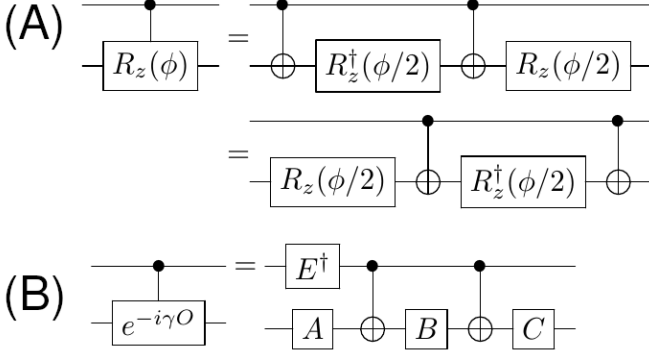 (A) R_z(ϕ) = R_z^†(ϕ/2) R_z(ϕ/2)
= R_z(ϕ/2) R_z^†(ϕ/2)
(B) = E^†
e^{-iγO} A B C